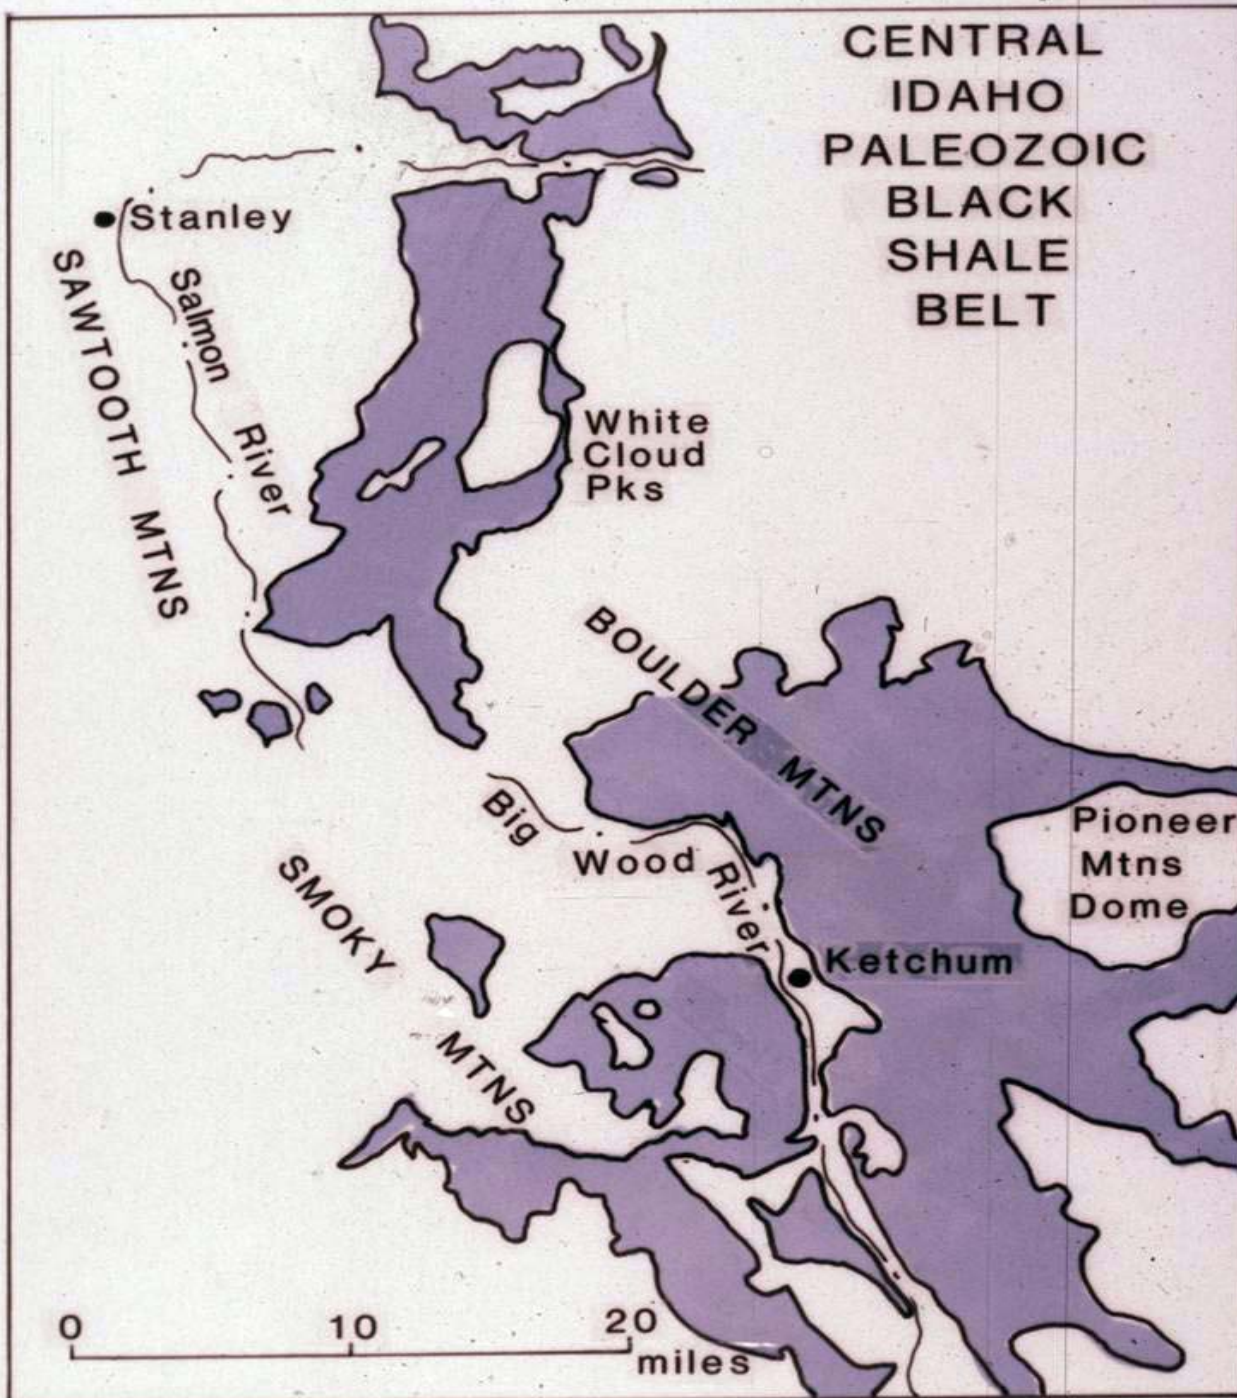 CENTRAL
IDAHO
PALEOZOIC
BLACK
SHALE
BELT
Stanley
SAWTOOTH MTNS
Salmon River
White
Cloud
Pks
BOULDER MTNS
Big Wood River
Pioneer
Mtns
Dome
SMOKY MTNS
Ketchum
0 10 20
miles